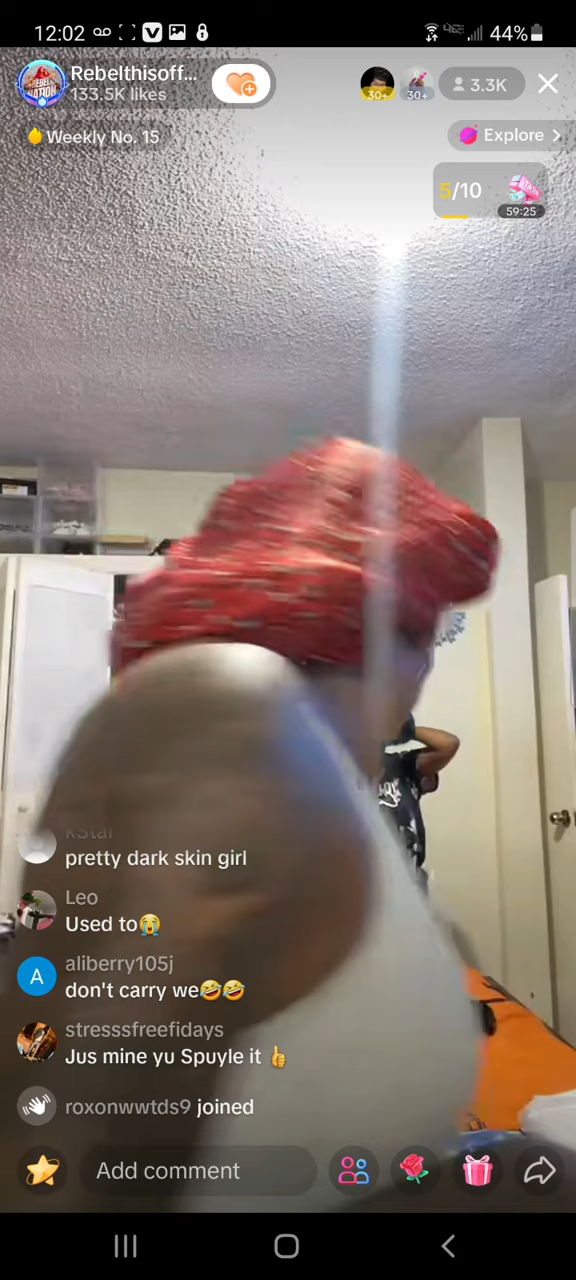 12:02
44%
Rebelthisoff...
133.5K likes
30+
30+
3.3K
Weekly No. 15
Explore
5/10
59:25
kStar
pretty dark skin girl
Leo
Used to😭
A
aliberry105j
don't carry we🤣🤣
stresssfreefidays
Jus mine yu Spuyle it 👍
roxonwwtds9 joined
Add comment